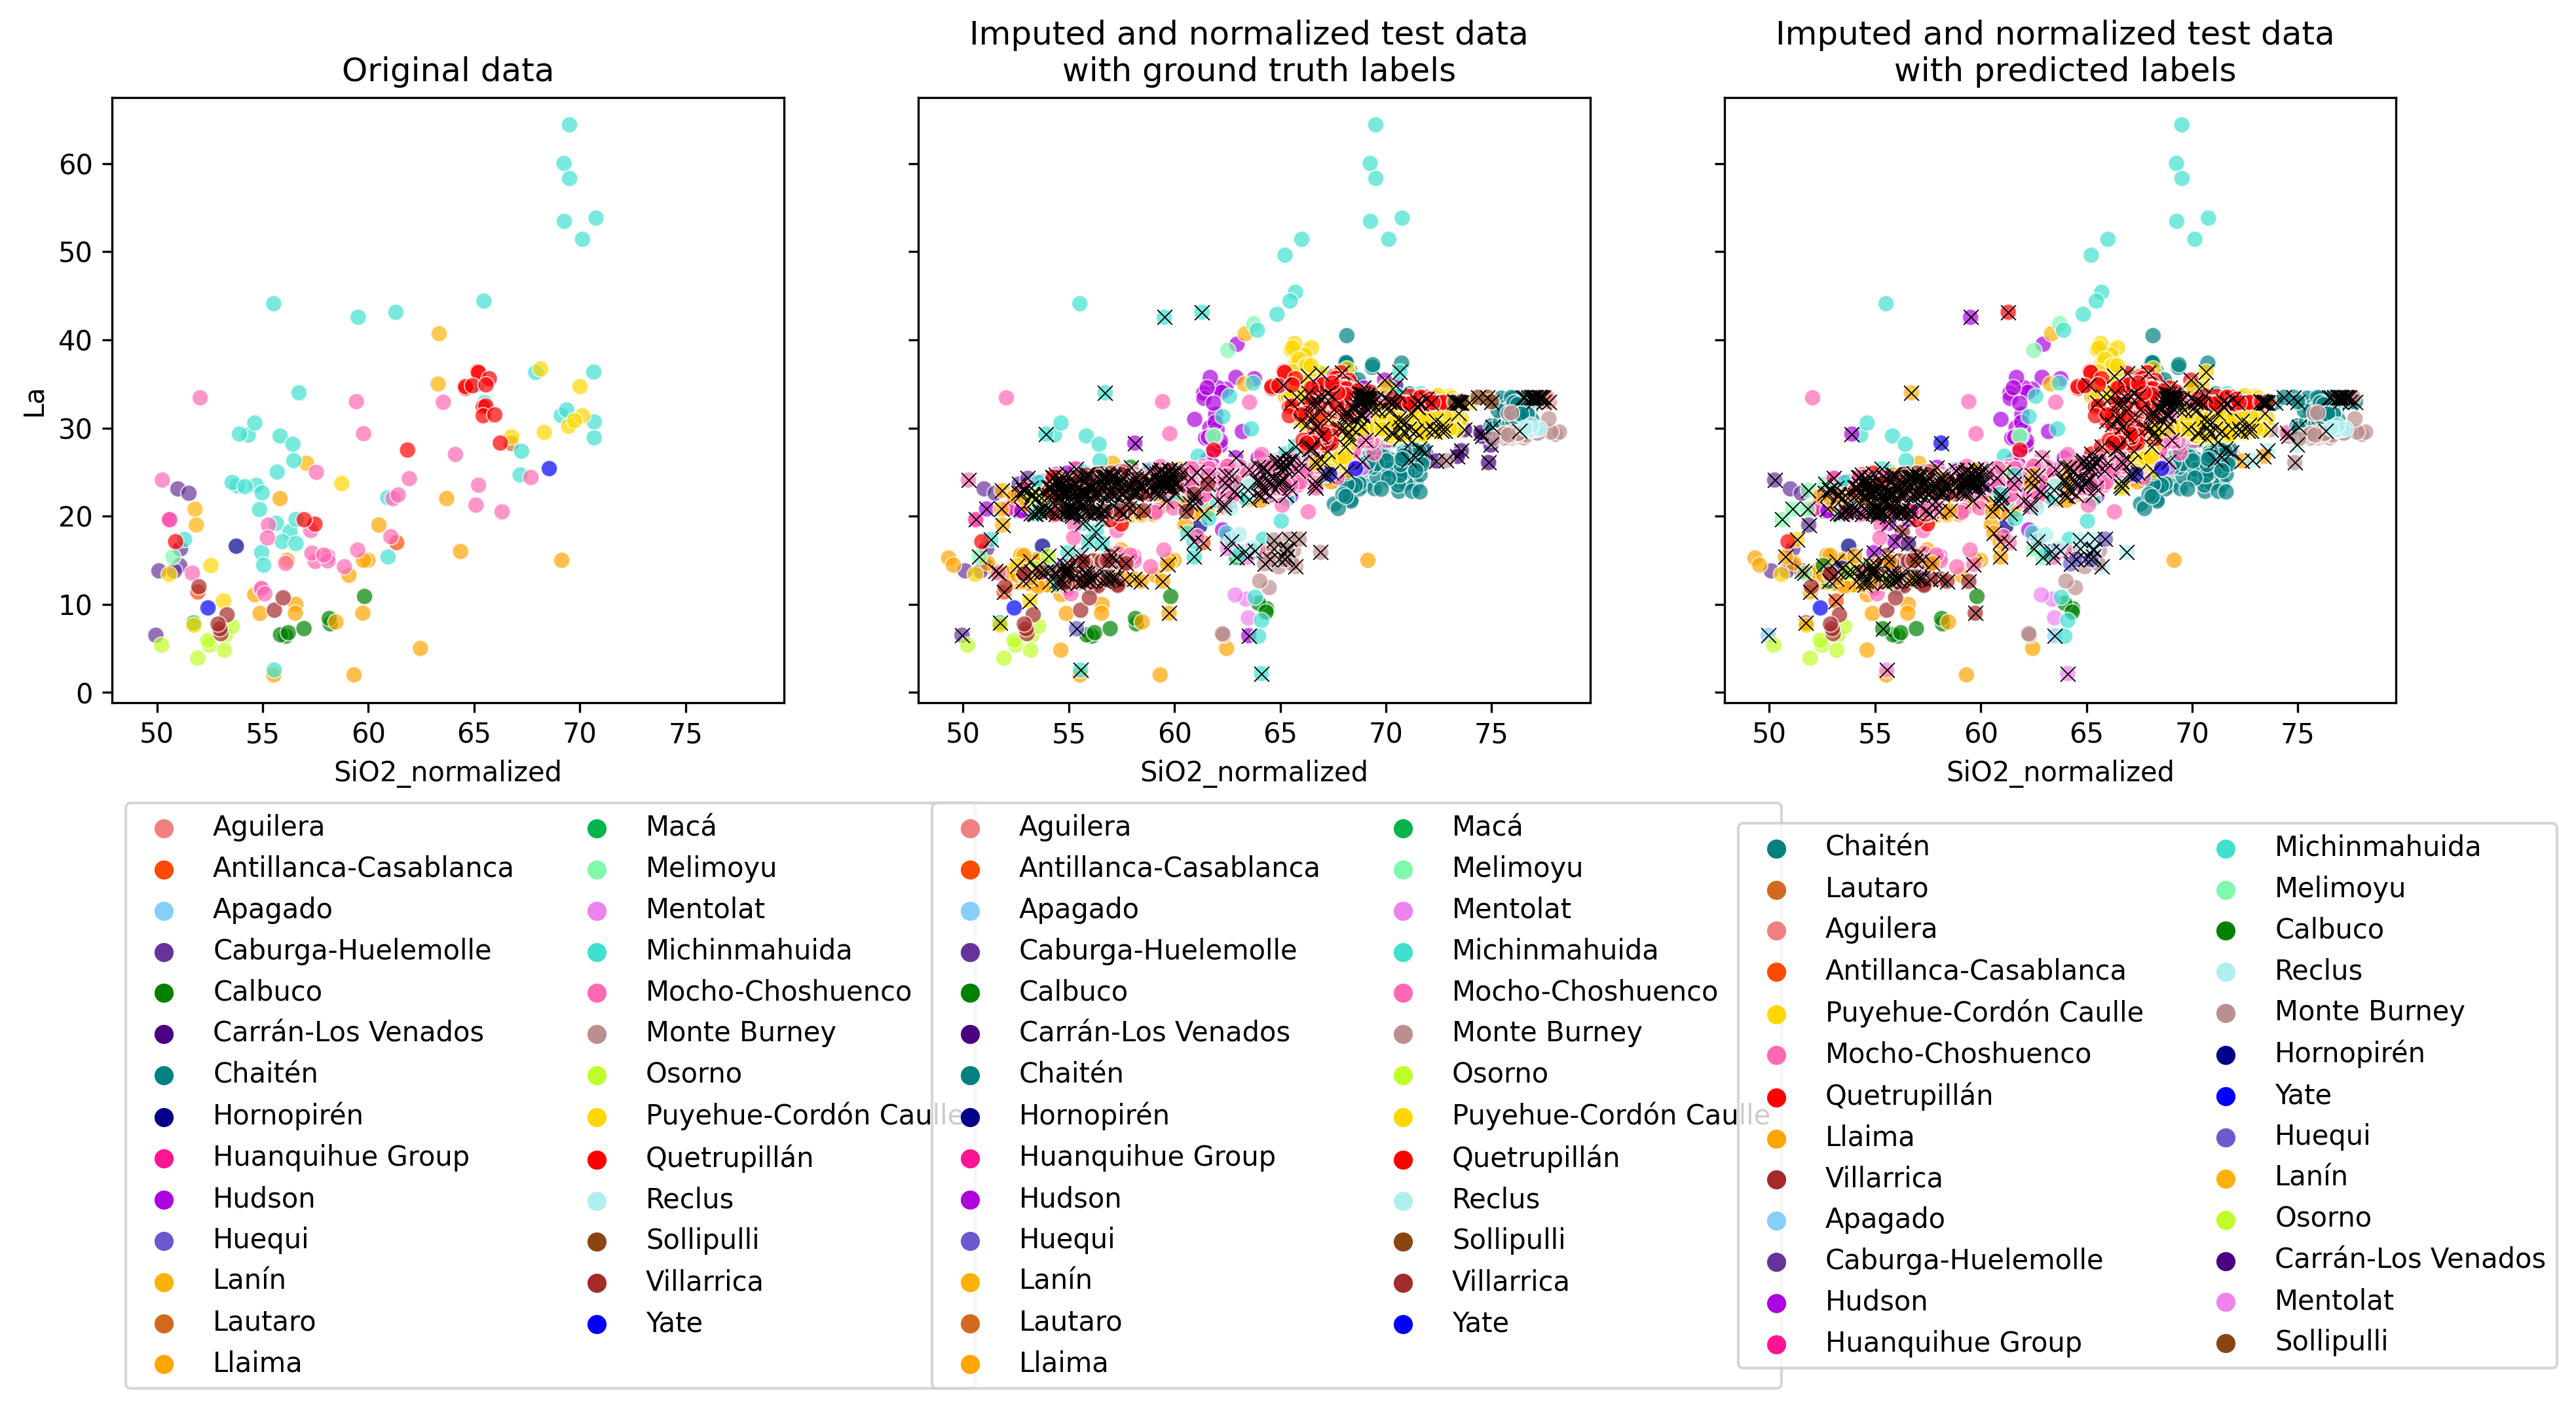 Original data
Imputed and normalized test data
with ground truth labels
Imputed and normalized test data
with predicted labels
La
60
50
40
30
20
10
0
50 55 60 65 70 75
50 55 60 65 70 75
50 55 60 65 70 75
SiO2_normalized
SiO2_normalized
SiO2_normalized
Aguilera
Antillanca-Casablanca
Apagado
Caburga-Huelemolle
Calbuco
Carrán-Los Venados
Chaitén
Hornopirén
Huanquihue Group
Hudson
Huequi
Lanín
Lautaro
Llaima
Macá
Melimoyu
Mentolat
Michinmahuida
Mocho-Choshuenco
Monte Burney
Osorno
Puyehue-Cordón Caulle
Quetrupillán
Reclus
Sollipulli
Villarrica
Yate
Aguilera
Antillanca-Casablanca
Apagado
Caburga-Huelemolle
Calbuco
Carrán-Los Venados
Chaitén
Hornopirén
Huanquihue Group
Hudson
Huequi
Lanín
Lautaro
Llaima
Macá
Melimoyu
Mentolat
Michinmahuida
Mocho-Choshuenco
Monte Burney
Osorno
Puyehue-Cordón Caulle
Quetrupillán
Reclus
Sollipulli
Villarrica
Yate
Chaitén
Lautaro
Aguilera
Antillanca-Casablanca
Puyehue-Cordón Caulle
Mocho-Choshuenco
Quetrupillán
Llaima
Villarrica
Apagado
Caburga-Huelemolle
Hudson
Huanquihue Group
Michinmahuida
Melimoyu
Calbuco
Reclus
Monte Burney
Hornopirén
Yate
Huequi
Lanín
Osorno
Carrán-Los Venados
Mentolat
Sollipulli